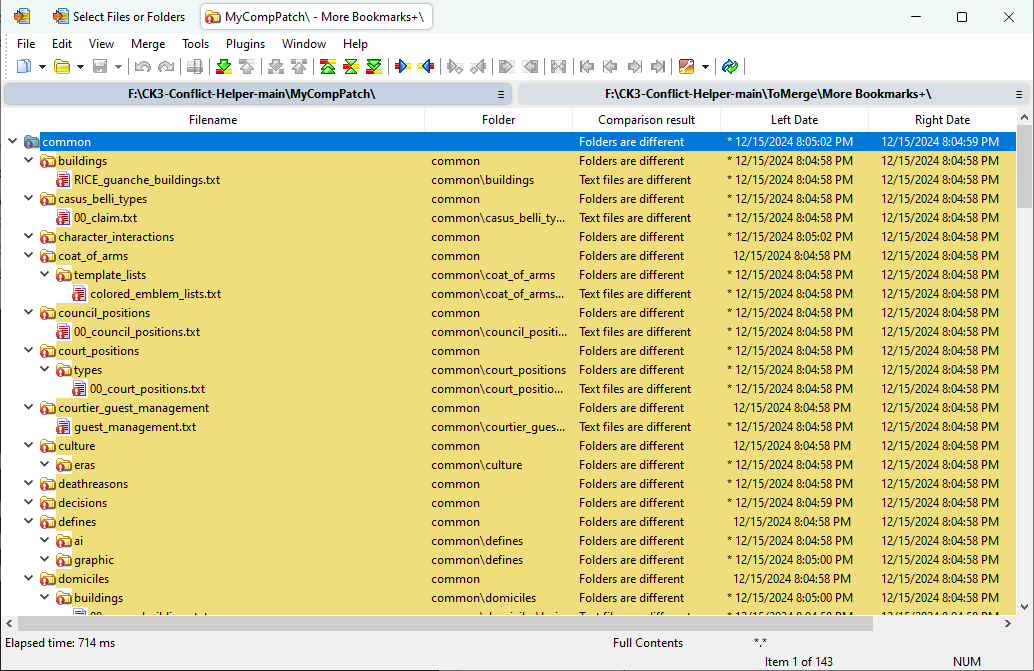 Select Files or Folders MyCompPatch\ - More Bookmarks+\
File Edit View Merge Tools Plugins Window Help
F:\CK3-Conflict-Helper-main\MyCompPatch\ F:\CK3-Conflict-Helper-main\ToMerge\More Bookmarks+\
Filename Folder Comparison result Left Date Right Date
common Folders are different * 12/15/2024 8:05:02 PM 12/15/2024 8:04:59 PM
buildings common Folders are different * 12/15/2024 8:04:58 PM 12/15/2024 8:04:58 PM
RICE_guanche_buildings.txt common\buildings Text files are different * 12/15/2024 8:04:58 PM 12/15/2024 8:04:58 PM
casus_belli_types common Folders are different * 12/15/2024 8:04:58 PM 12/15/2024 8:04:58 PM
00_claim.txt common\casus_belli_ty... Text files are different * 12/15/2024 8:04:58 PM 12/15/2024 8:04:58 PM
character_interactions common Folders are different * 12/15/2024 8:05:02 PM 12/15/2024 8:04:58 PM
coat_of_arms common Folders are different 12/15/2024 8:04:58 PM 12/15/2024 8:04:58 PM
template_lists common\coat_of_arms Folders are different * 12/15/2024 8:04:58 PM 12/15/2024 8:04:58 PM
colored_emblem_lists.txt common\coat_of_arms... Text files are different * 12/15/2024 8:04:58 PM 12/15/2024 8:04:58 PM
council_positions common Folders are different * 12/15/2024 8:04:58 PM 12/15/2024 8:04:58 PM
00_council_positions.txt common\council_positi... Text files are different * 12/15/2024 8:04:58 PM 12/15/2024 8:04:58 PM
court_positions common Folders are different * 12/15/2024 8:04:58 PM 12/15/2024 8:04:58 PM
types common\court_positions Folders are different * 12/15/2024 8:04:58 PM 12/15/2024 8:04:58 PM
00_court_positions.txt common\court_positio... Text files are different * 12/15/2024 8:04:58 PM 12/15/2024 8:04:58 PM
courtier_guest_management common Folders are different 12/15/2024 8:04:58 PM 12/15/2024 8:04:58 PM
guest_management.txt common\courtier_gues... Text files are different * 12/15/2024 8:04:58 PM 12/15/2024 8:04:58 PM
culture common Folders are different 12/15/2024 8:04:58 PM 12/15/2024 8:04:58 PM
eras common\culture Folders are different * 12/15/2024 8:04:58 PM 12/15/2024 8:04:58 PM
deathreasons common Folders are different * 12/15/2024 8:04:58 PM 12/15/2024 8:04:58 PM
decisions common Folders are different * 12/15/2024 8:04:59 PM 12/15/2024 8:04:58 PM
defines common Folders are different 12/15/2024 8:04:58 PM 12/15/2024 8:04:58 PM
ai common\defines Folders are different * 12/15/2024 8:04:58 PM 12/15/2024 8:04:58 PM
graphic common\defines Folders are different * 12/15/2024 8:05:00 PM 12/15/2024 8:04:58 PM
domiciles common Folders are different 12/15/2024 8:04:58 PM 12/15/2024 8:04:58 PM
buildings common\domiciles Folders are different * 12/15/2024 8:05:00 PM 12/15/2024 8:04:58 PM
Elapsed time: 714 ms Full Contents *.*
Item 1 of 143 NUM